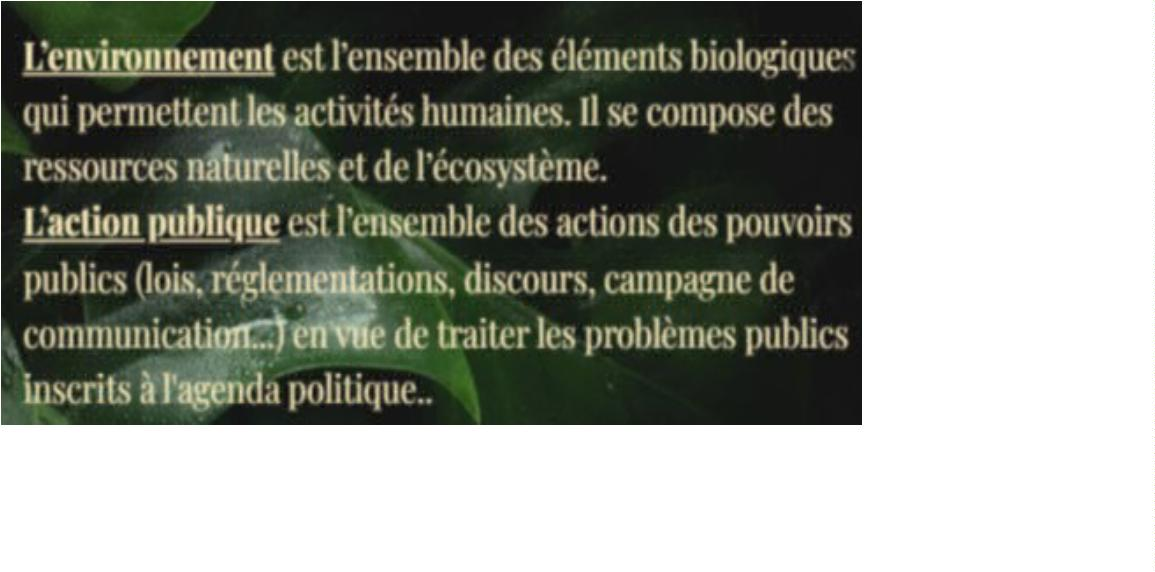 L’environnement est l’ensemble des éléments biologiques
qui permettent les activités humaines. Il se compose des
ressources naturelles et de l’écosystème.
L’action publique est l’ensemble des actions des pouvoirs
publics (lois, réglementations, discours, campagne de
communication...) en vue de traiter les problèmes publics
inscrits à l'agenda politique..